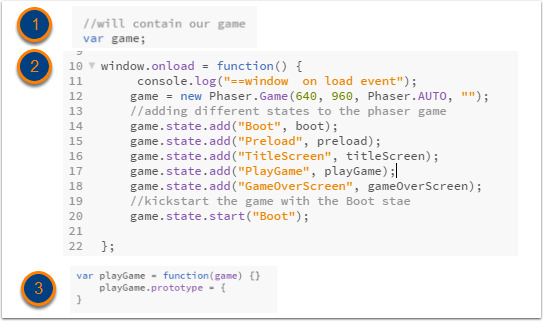 1
//will contain our game
var game;
2
9
10 window.onload = function() {
11 console.log("==window on load event");
12 game = new Phaser.Game(640, 960, Phaser.AUTO, "");
13 //adding different states to the phaser game
14 game.state.add("Boot", boot);
15 game.state.add("Preload", preload);
16 game.state.add("TitleScreen", titleScreen);
17 game.state.add("PlayGame", playGame);
18 game.state.add("GameOverScreen", gameOverScreen);
19 //kickstart the game with the Boot stae
20 game.state.start("Boot");
21
22 };
3
var playGame = function(game) {}
playGame.prototype = {
}